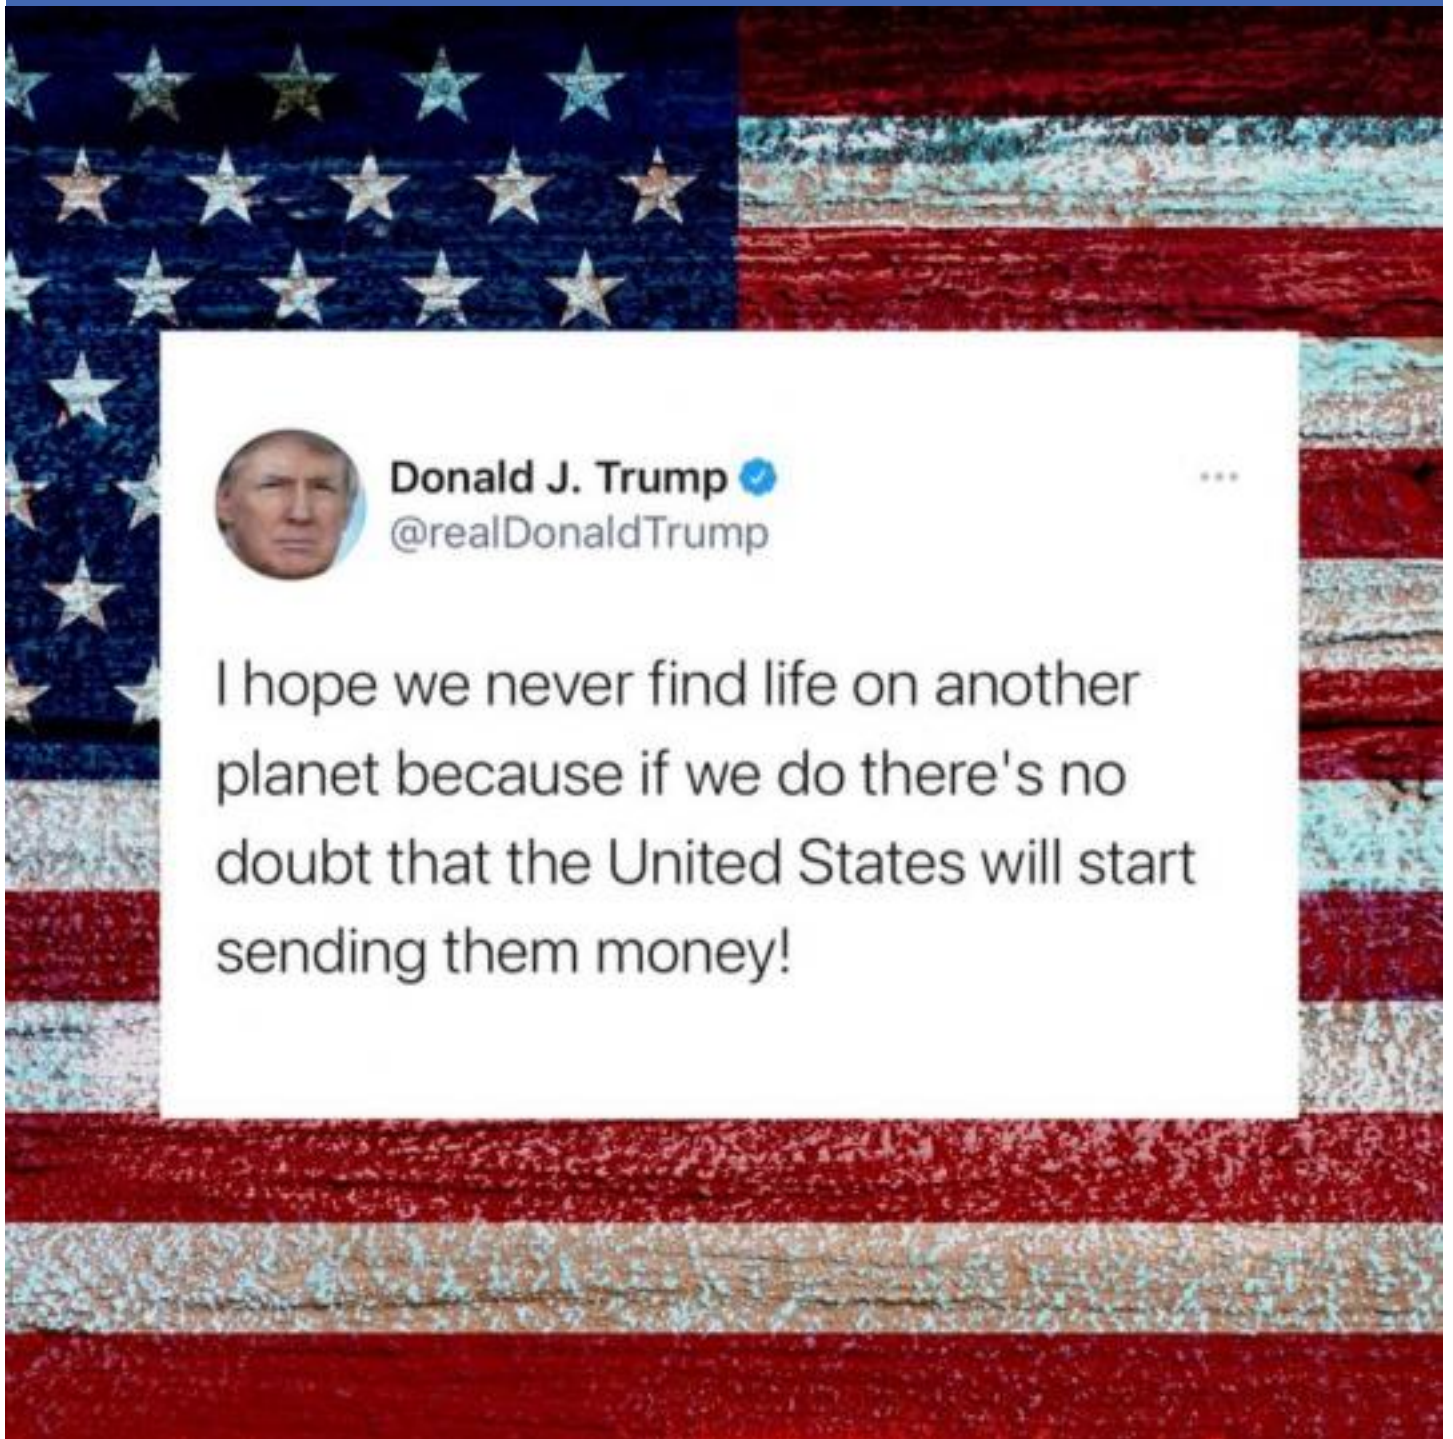 Donald J. Trump
@realDonaldTrump
I hope we never find life on another
planet because if we do there's no
doubt that the United States will start
sending them money!